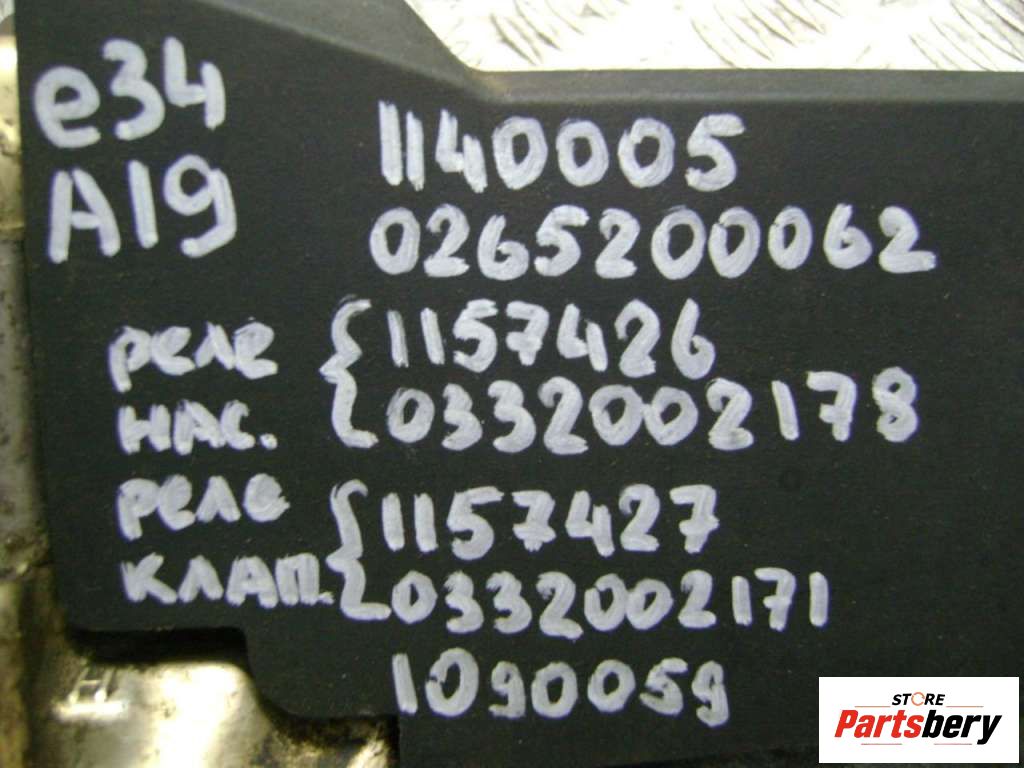 e34
A19
1140005
0265200062
реле {1157426
нас. {0332002178
реле {1157427
клап. {0332002171
1090059
STORE
Partsbery